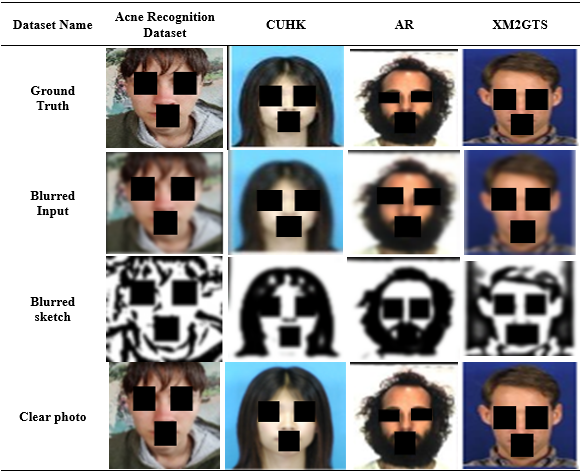 Dataset Name
Acne Recognition
Dataset
CUHK
AR
XM2GTS
Ground
Truth
Blurred
Input
Blurred
sketch
Clear photo